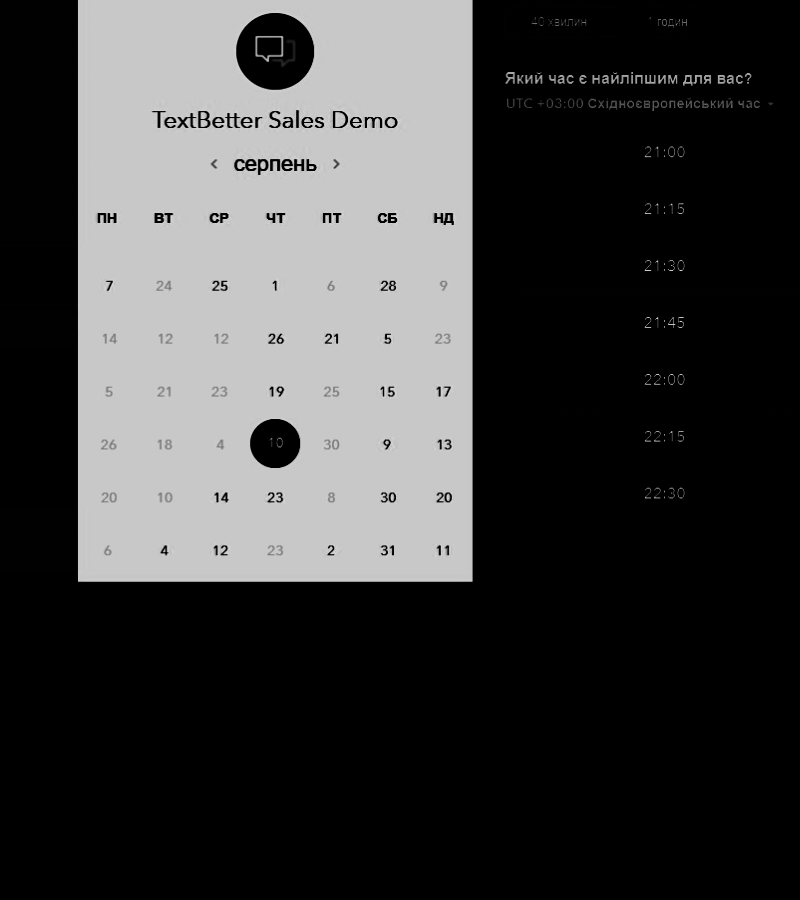 TextBetter Sales Demo
серпень
ПН ВТ СР ЧТ ПТ СБ НД
7 24 25 1 6 28 9
14 12 12 26 21 5 23
5 21 23 19 25 15 17
26 18 4 10 30 9 13
20 10 14 23 8 30 20
6 4 12 23 2 31 11
хвилин годин
Який час є найліпшим для вас?
UTC +03:00 Східноєвропейський час
21:00
21:15
21:30
21:45
22:00
22:15
22:30